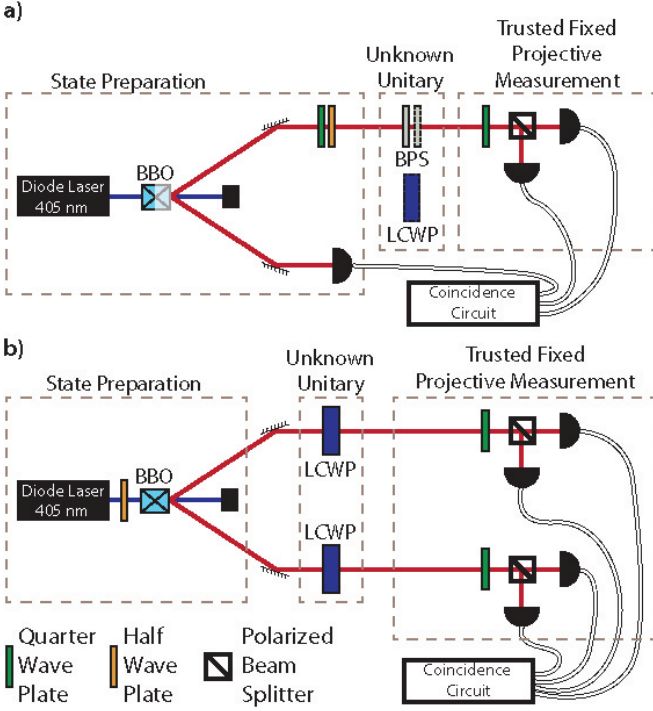 a)
State Preparation
Unknown
Unitary
Trusted Fixed
Projective
Measurement
BBO
Diode Laser
405 nm
BPS
LCWP
Coincidence
Circuit
b)
State Preparation
Unknown
Unitary
Trusted Fixed
Projective Measurement
BBO
Diode Laser
405 nm
LCWP
LCWP
Quarter
Wave
Plate
Half
Wave
Plate
Polarized
Beam
Splitter
Coincidence
Circuit